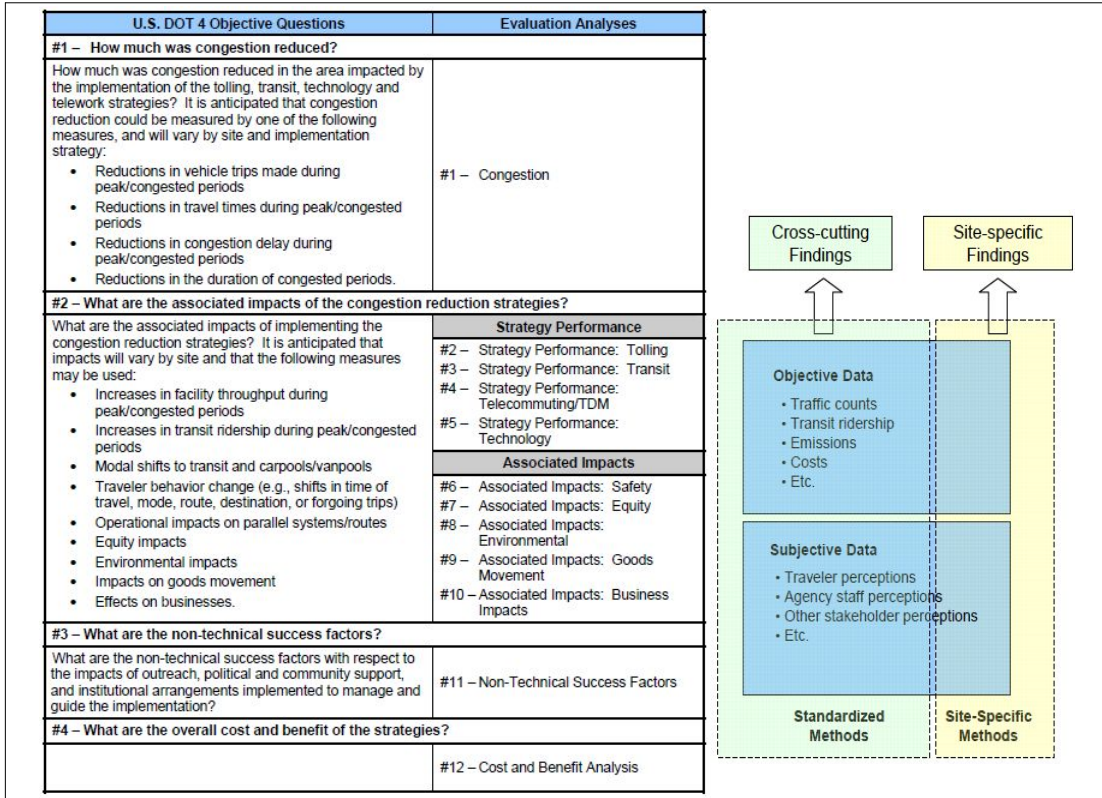 U.S. DOT 4 Objective Questions
Evaluation Analyses
#1 – How much was congestion reduced?
How much was congestion reduced in the area impacted by
the implementation of the tolling, transit, technology and
telework strategies? It is anticipated that congestion
reduction could be measured by one of the following
measures, and will vary by site and implementation
strategy:
• Reductions in vehicle trips made during
peak/congested periods
• Reductions in travel times during peak/congested
periods
• Reductions in congestion delay during
peak/congested periods
• Reductions in the duration of congested periods.
#1 – Congestion
#2 – What are the associated impacts of the congestion reduction strategies?
What are the associated impacts of implementing the
congestion reduction strategies? It is anticipated that
impacts will vary by site and that the following measures
may be used:
• Increases in facility throughput during
peak/congested periods
• Increases in transit ridership during peak/congested
periods
• Modal shifts to transit and carpools/vanpools
• Traveler behavior change (e.g., shifts in time of
travel, mode, route, destination, or forgoing trips)
• Operational impacts on parallel systems/routes
• Equity impacts
• Environmental impacts
• Impacts on goods movement
• Effects on businesses.
Strategy Performance
#2 – Strategy Performance: Tolling
#3 – Strategy Performance: Transit
#4 – Strategy Performance:
Telecommuting/TDM
#5 – Strategy Performance:
Technology
Associated Impacts
#6 – Associated Impacts: Safety
#7 – Associated Impacts: Equity
#8 – Associated Impacts:
Environmental
#9 – Associated Impacts: Goods
Movement
#10 – Associated Impacts: Business
Impacts
#3 – What are the non-technical success factors?
What are the non-technical success factors with respect to
the impacts of outreach, political and community support,
and institutional arrangements implemented to manage and
guide the implementation?
#11 – Non-Technical Success Factors
#4 – What are the overall cost and benefit of the strategies?
#12 – Cost and Benefit Analysis
Cross-cutting
Findings
Site-specific
Findings
Objective Data
• Traffic counts
• Transit ridership
• Emissions
• Costs
• Etc.
Subjective Data
• Traveler perceptions
• Agency staff perceptions
• Other stakeholder perceptions
• Etc.
Standardized
Methods
Site-Specific
Methods